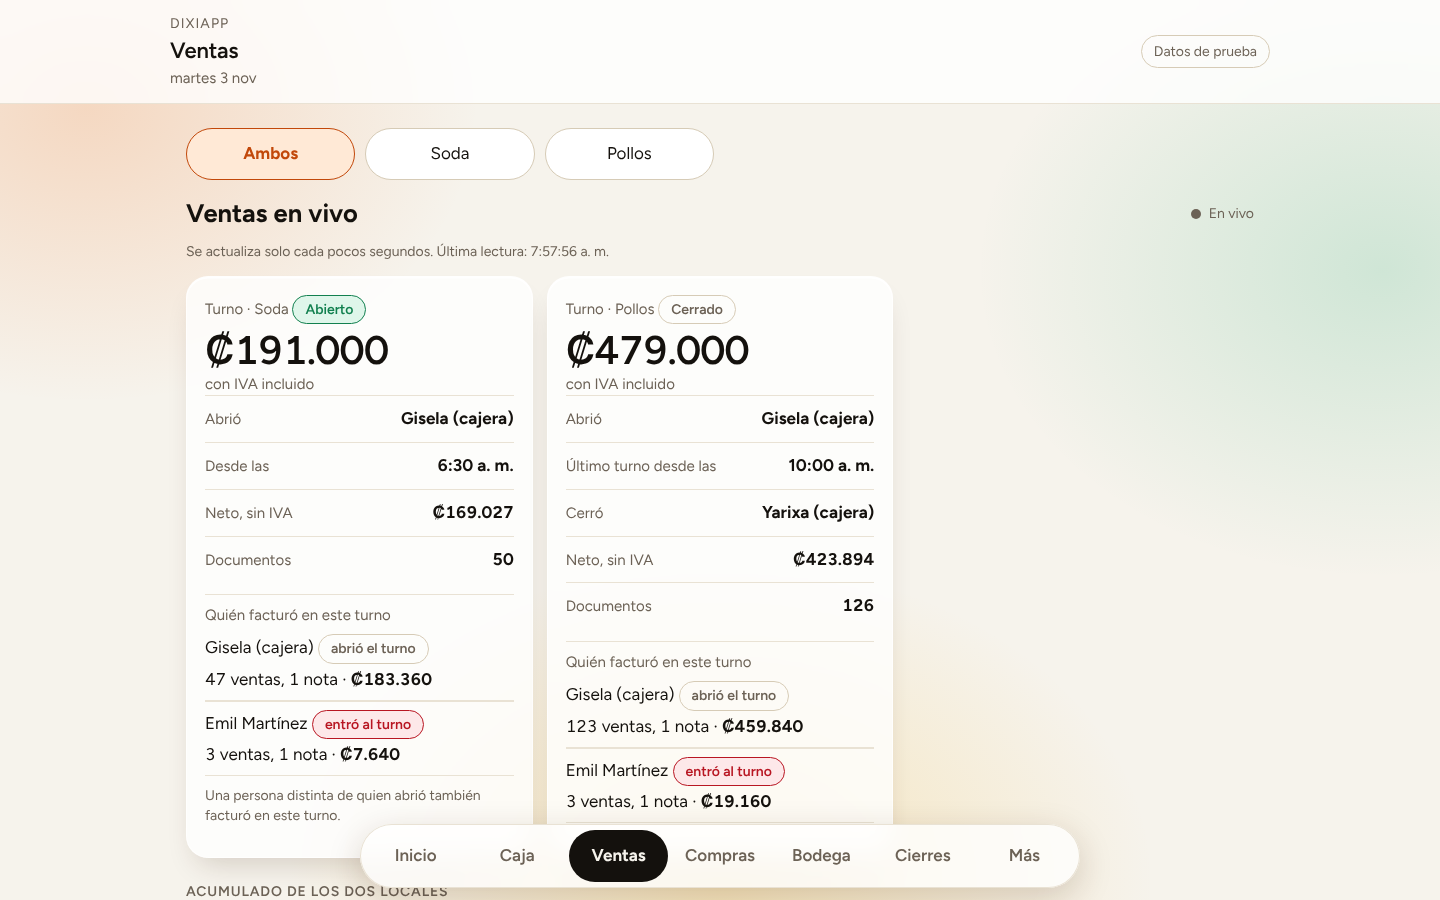 DIXIAPP
Ventas
martes 3 nov
Datos de prueba
Ambos
Soda
Pollos
Ventas en vivo
En vivo
Se actualiza solo cada pocos segundos. Última lectura: 7:57:56 a. m.
Turno · Soda Abierto
₡191.000
con IVA incluido
Abrió Gisela (cajera)
Desde las 6:30 a. m.
Neto, sin IVA ₡169.027
Documentos 50
Quién facturó en este turno
Gisela (cajera) abrió el turno
47 ventas, 1 nota · ₡183.360
Emil Martínez entró al turno
3 ventas, 1 nota · ₡7.640
Una persona distinta de quien abrió también
facturó en este turno.
Turno · Pollos Cerrado
₡479.000
con IVA incluido
Abrió Gisela (cajera)
Último turno desde las 10:00 a. m.
Cerró Yarixa (cajera)
Neto, sin IVA ₡423.894
Documentos 126
Quién facturó en este turno
Gisela (cajera) abrió el turno
123 ventas, 1 nota · ₡459.840
Emil Martínez entró al turno
3 ventas, 1 nota · ₡19.160
ACUMULADO DE LOS DOS LOCALES
Inicio
Caja
Ventas
Compras
Bodega
Cierres
Más